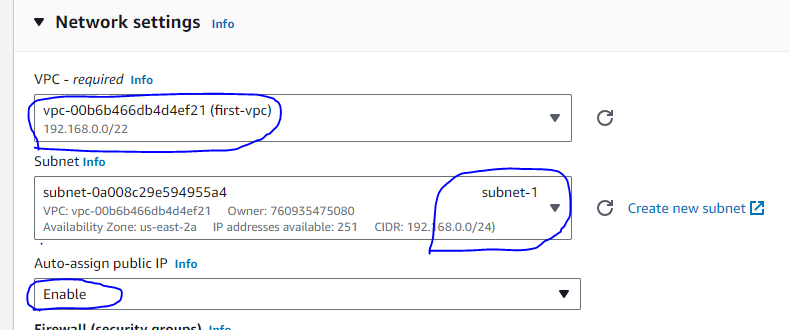 Network settings Info
VPC - required Info
vpc-00b6b466db4d4ef21 (first-vpc)
192.168.0.0/22
Subnet Info
subnet-0a008c29e594955a4 subnet-1
VPC: vpc-00b6b466db4d4ef21 Owner: 760935475080
Availability Zone: us-east-2a IP addresses available: 251 CIDR: 192.168.0.0/24)
Create new subnet
Auto-assign public IP Info
Enable
Firewall (security groups) Info